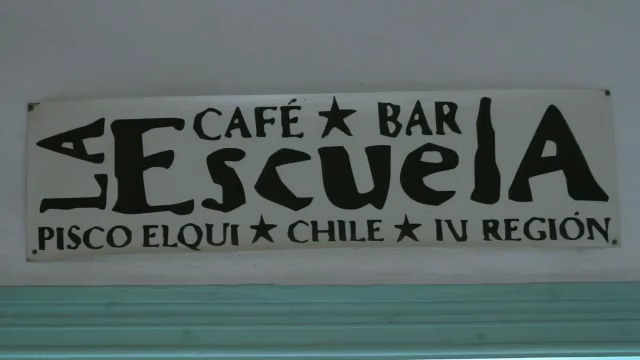 CAFÉ ★ BAR
LA EscuelA
PISCO ELQUI ★ CHILE ★ IV REGIÓN